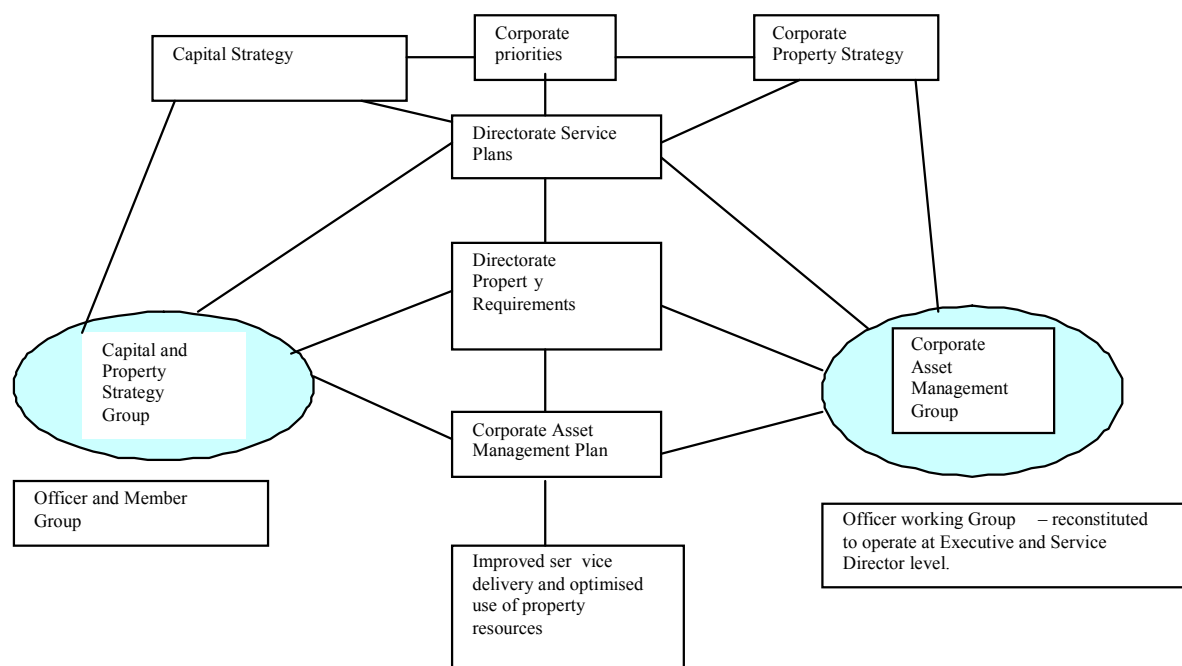 Capital Strategy
Corporate
priorities
Corporate
Property Strategy
Directorate Service
Plans
Directorate
Propert y
Requirements
Capital and
Property
Strategy
Group
Corporate
Asset
Management
Group
Corporate Asset
Management Plan
Officer and Member
Group
Officer working Group – reconstituted
to operate at Executive and Service
Director level.
Improved ser vice
delivery and optimised
use of property
resources